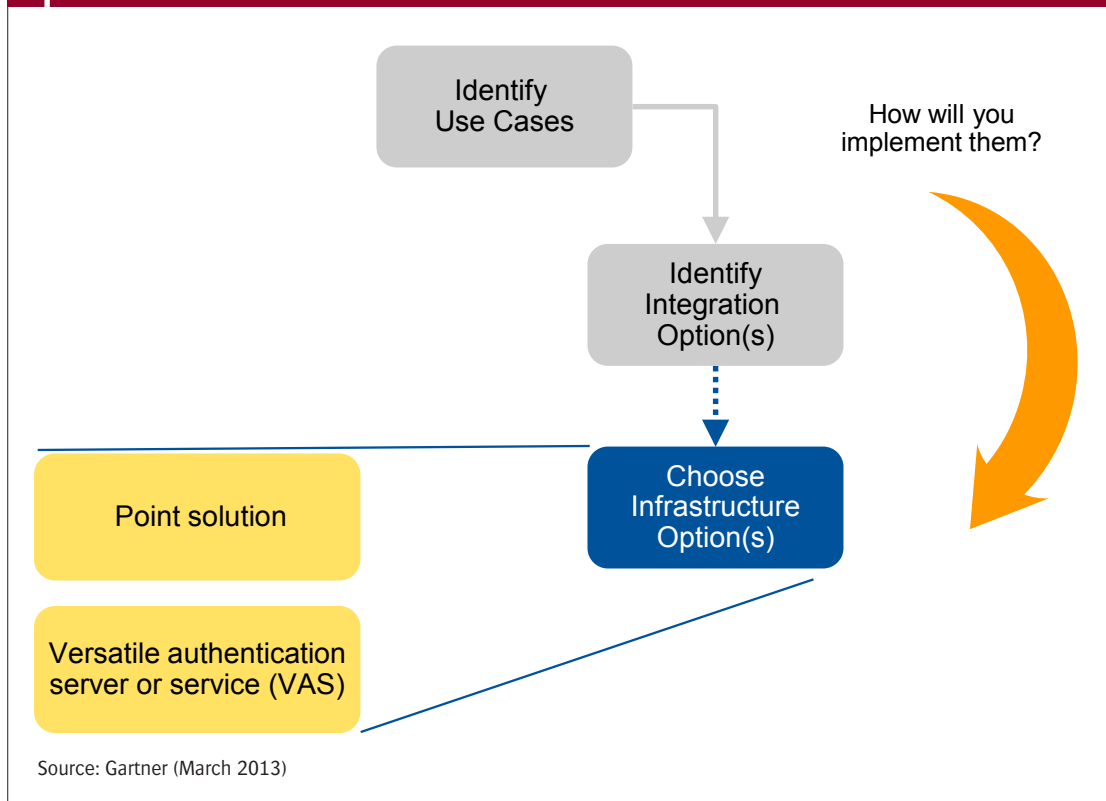 Identify
Use Cases
How will you
implement them?
Identify
Integration
Option(s)
Choose
Infrastructure
Option(s)
Point solution
Versatile authentication
server or service (VAS)
Source: Gartner (March 2013)